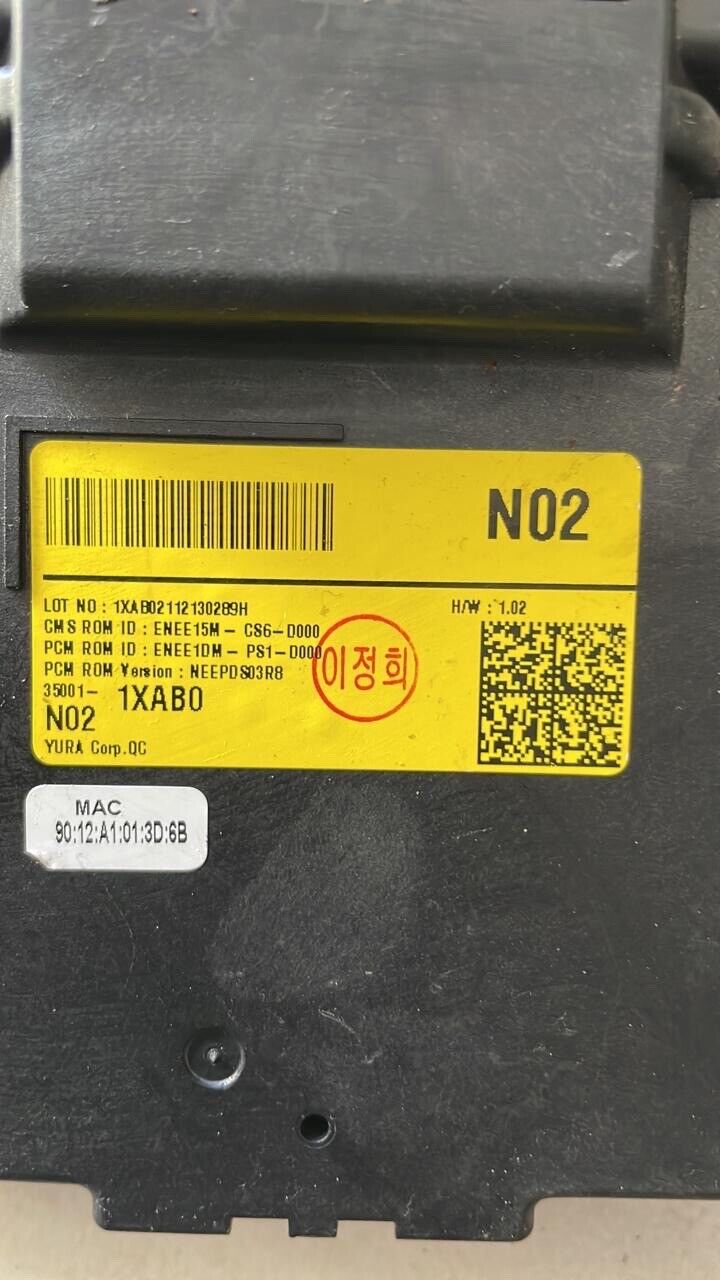 N02
LOT NO : 1XAB02112130289H
H/W : 1.02
CMS ROM ID : ENEE15M - CS6-D000
PCM ROM ID : ENEE1DM - PS1-D000
PCM ROM Version : NEEPDS03R8
이정희
35001- 1XAB0
N02
YURA Corp.QC
MAC
90:12:A1:01:3D:6B